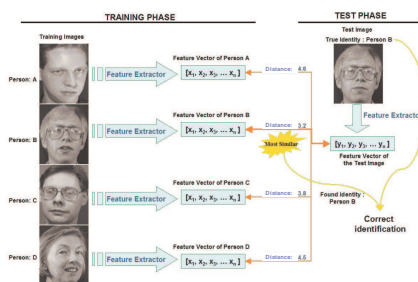 TRAINING PHASE
TEST PHASE
Training Images
Test Image
True Identity : Person B
Feature Vector of Person A
Person: A
Feature Extractor
[x₁, x₂, x₃, ... xₙ]
Distance: 4.6
Feature Extractor
Feature Vector of Person B
Person: B
Feature Extractor
[x₁, x₂, x₃, ... xₙ]
Distance: 3.2
Most Similar
[y₁, y₂, y₃, ... yₙ]
Feature Vector of
the Test Image
Feature Vector of Person C
Person: C
Feature Extractor
[x₁, x₂, x₃, ... xₙ]
Distance: 3.8
Found identity :
Person B
Correct
identification
Feature Vector of Person D
Person: D
Feature Extractor
[x₁, x₂, x₃, ... xₙ]
Distance: 4.5